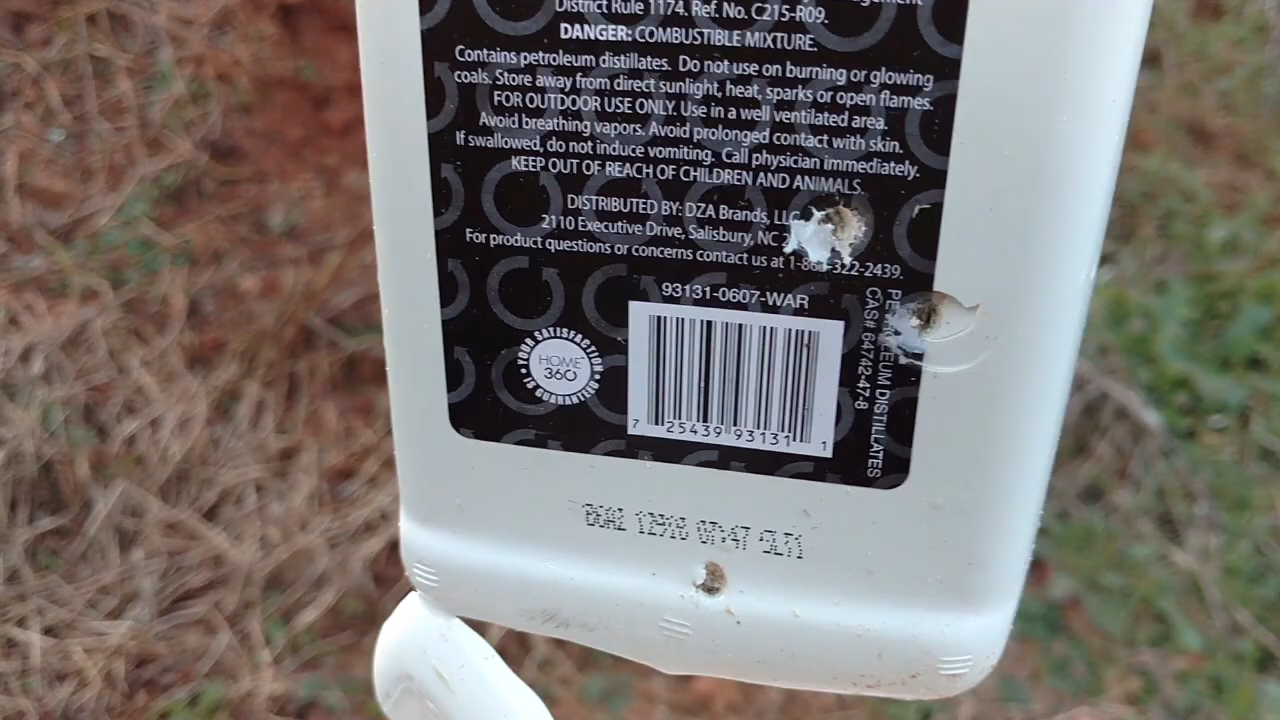 District Rule 1174. Ref. No. C215-R09.
DANGER: COMBUSTIBLE MIXTURE.
Contains petroleum distillates. Do not use on burning or glowing
coals. Store away from direct sunlight, heat, sparks or open flames.
FOR OUTDOOR USE ONLY. Use in a well ventilated area.
Avoid breathing vapors. Avoid prolonged contact with skin.
If swallowed, do not induce vomiting. Call physician immediately.
KEEP OUT OF REACH OF CHILDREN AND ANIMALS.
DISTRIBUTED BY: DZA Brands, LLC
2110 Executive Drive, Salisbury, NC 2
For product questions or concerns contact us at 1-866-322-2439.
93131-0607-WAR
PETROLEUM DISTILLATES
CAS# 64742-47-8
YOUR SATISFACTION
HOME
360
IS GUARANTEED
7 25439 93131 1